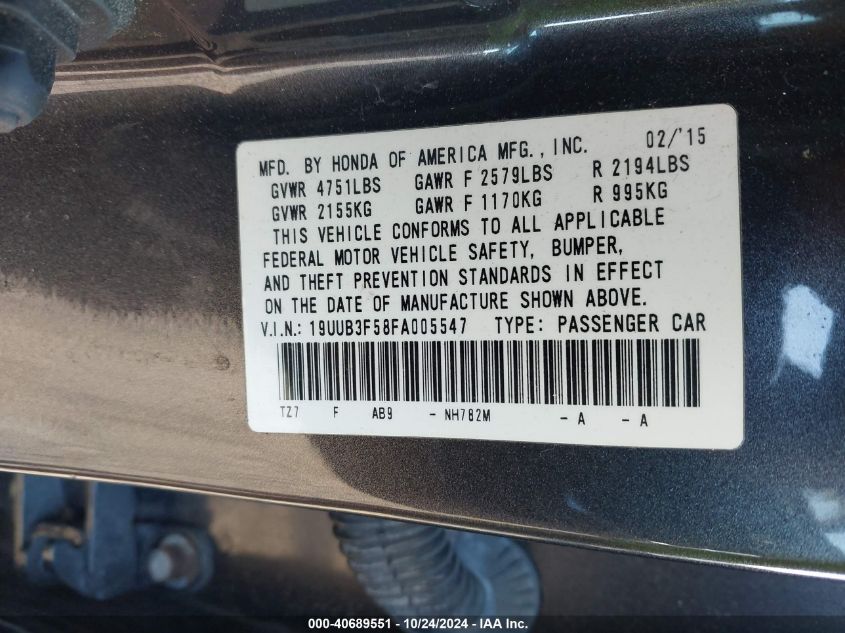 MFD. BY HONDA OF AMERICA MFG., INC. 02/'15
GVWR 4751LBS GAWR F 2579LBS R 2194LBS
GVWR 2155KG GAWR F 1170KG R 995KG
THIS VEHICLE CONFORMS TO ALL APPLICABLE
FEDERAL MOTOR VEHICLE SAFETY, BUMPER,
AND THEFT PREVENTION STANDARDS IN EFFECT
ON THE DATE OF MANUFACTURE SHOWN ABOVE.
V.I.N.: 19UUB3F58FA005547 TYPE: PASSENGER CAR
TZ7 F AB9 - NH782M - A - A
000-40689551 - 10/24/2024 - IAA Inc.